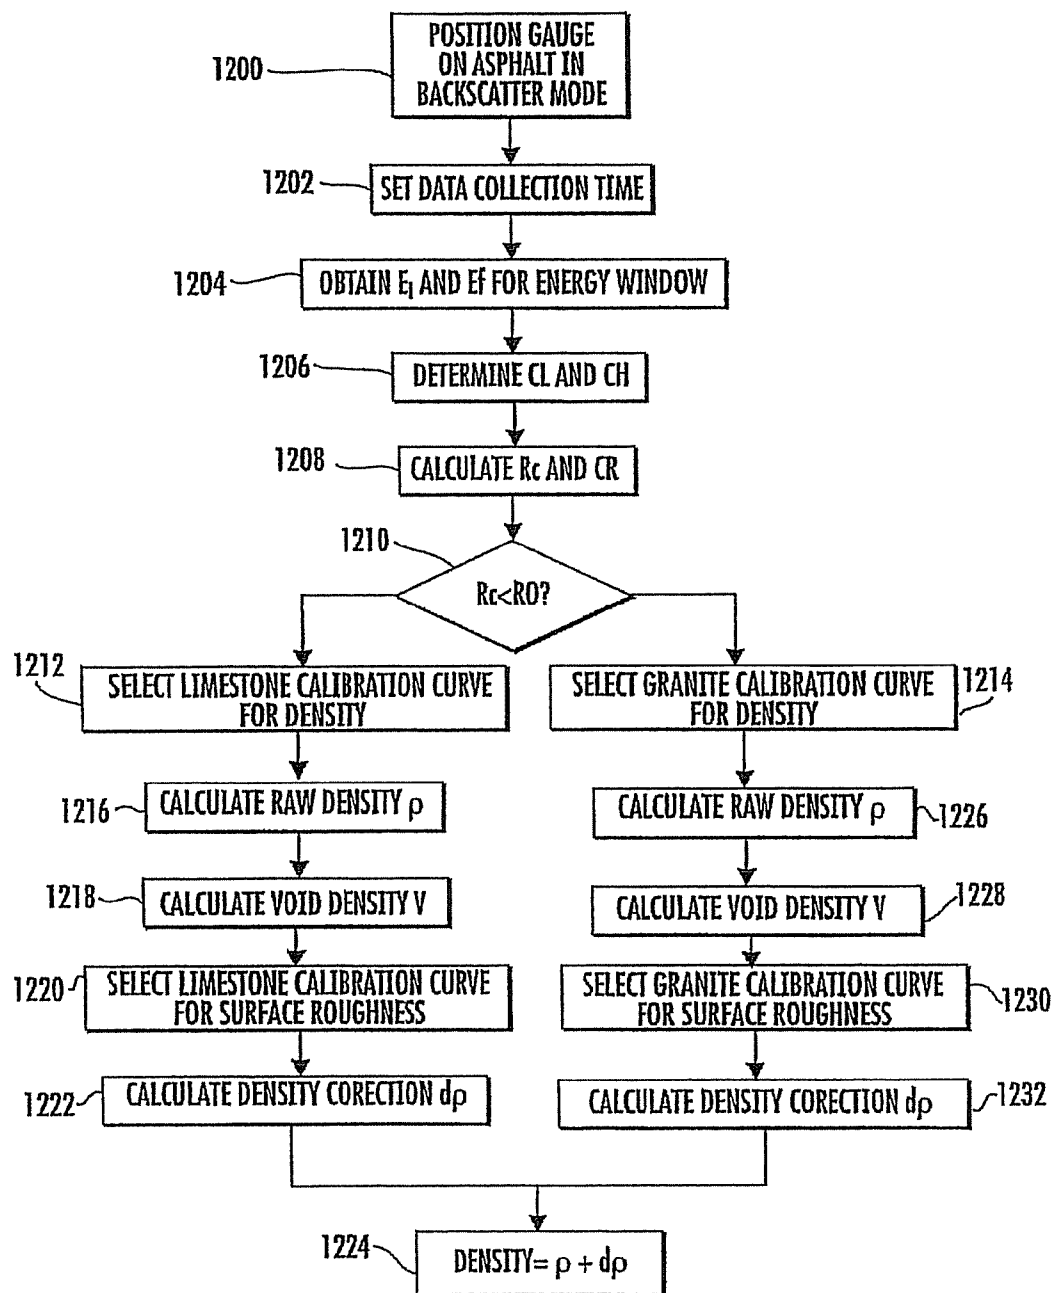 1200
POSITION GAUGE
ON ASPHALT IN
BACKSCATTER MODE
1202
SET DATA COLLECTION TIME
1204
OBTAIN El AND Ef FOR ENERGY WINDOW
1206
DETERMINE CL AND CH
1208
CALCULATE Rc AND CR
1210
Rc<RO?
1212
SELECT LIMESTONE CALIBRATION CURVE
FOR DENSITY
SELECT GRANITE CALIBRATION CURVE
FOR DENSITY
1214
1216
CALCULATE RAW DENSITY ρ
CALCULATE RAW DENSITY ρ
1226
1218
CALCULATE VOID DENSITY V
CALCULATE VOID DENSITY V
1228
1220
SELECT LIMESTONE CALIBRATION CURVE
FOR SURFACE ROUGHNESS
SELECT GRANITE CALIBRATION CURVE
FOR SURFACE ROUGHNESS
1230
1222
CALCULATE DENSITY CORECTION dρ
CALCULATE DENSITY CORECTION dρ
1232
1224
DENSITY= ρ + dρ